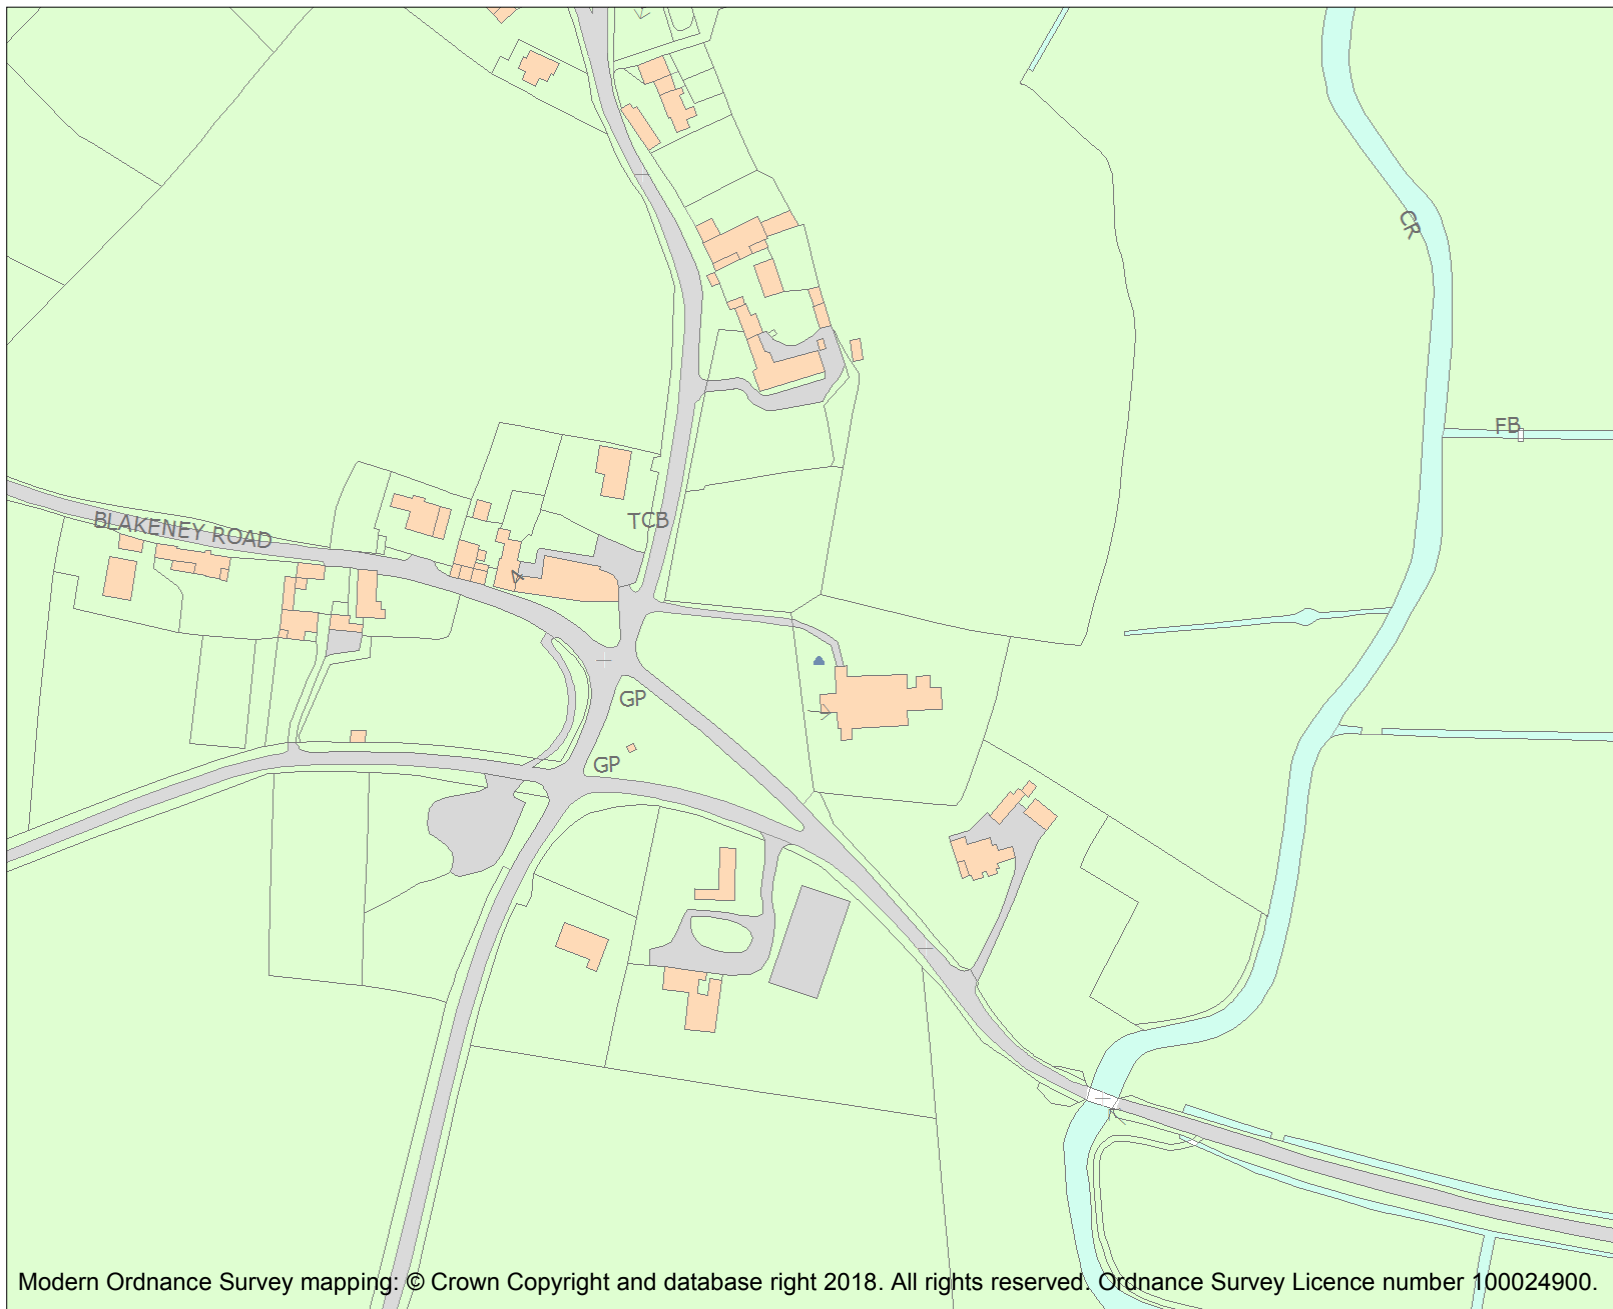 CR
FB
BLAKENEY ROAD
TCB
4
GP
GP
Modern Ordnance Survey mapping: © Crown Copyright and database right 2018. All rights reserved. Ordnance Survey Licence number 100024900.